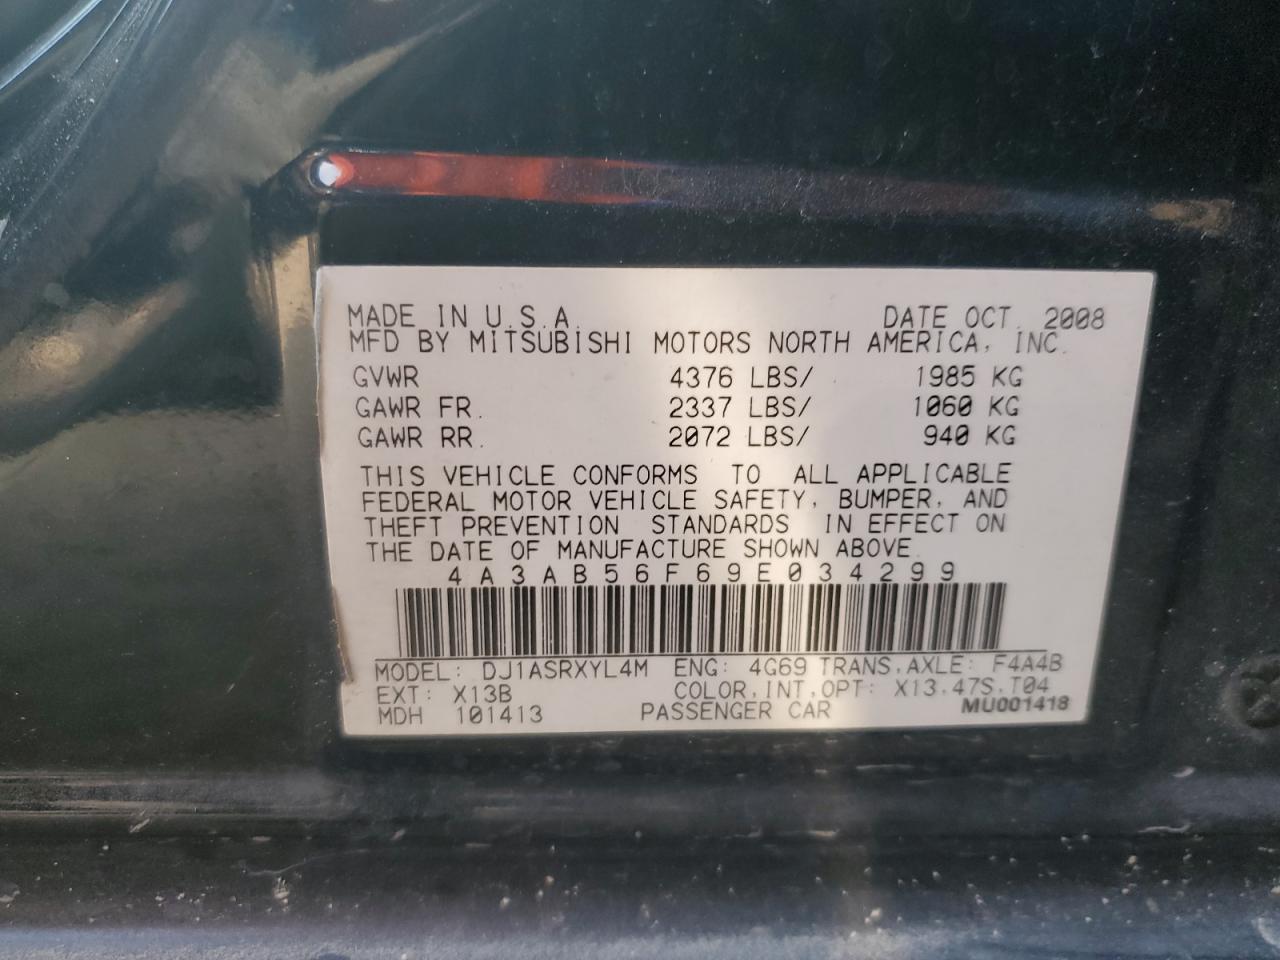 MADE IN U.S.A. DATE OCT. 2008
MFD BY MITSUBISHI MOTORS NORTH AMERICA, INC.
GVWR 4376 LBS/ 1985 KG
GAWR FR. 2337 LBS/ 1060 KG
GAWR RR. 2072 LBS/ 940 KG
THIS VEHICLE CONFORMS TO ALL APPLICABLE
FEDERAL MOTOR VEHICLE SAFETY, BUMPER, AND
THEFT PREVENTION STANDARDS IN EFFECT ON
THE DATE OF MANUFACTURE SHOWN ABOVE.
4A3AB56F69E034299
MODEL: DJ1ASRXYL4M ENG: 4G69 TRANS.AXLE: F4A4B
EXT: X13B COLOR,INT,OPT: X13,47S,T04
MDH 101413 PASSENGER CAR MU001418